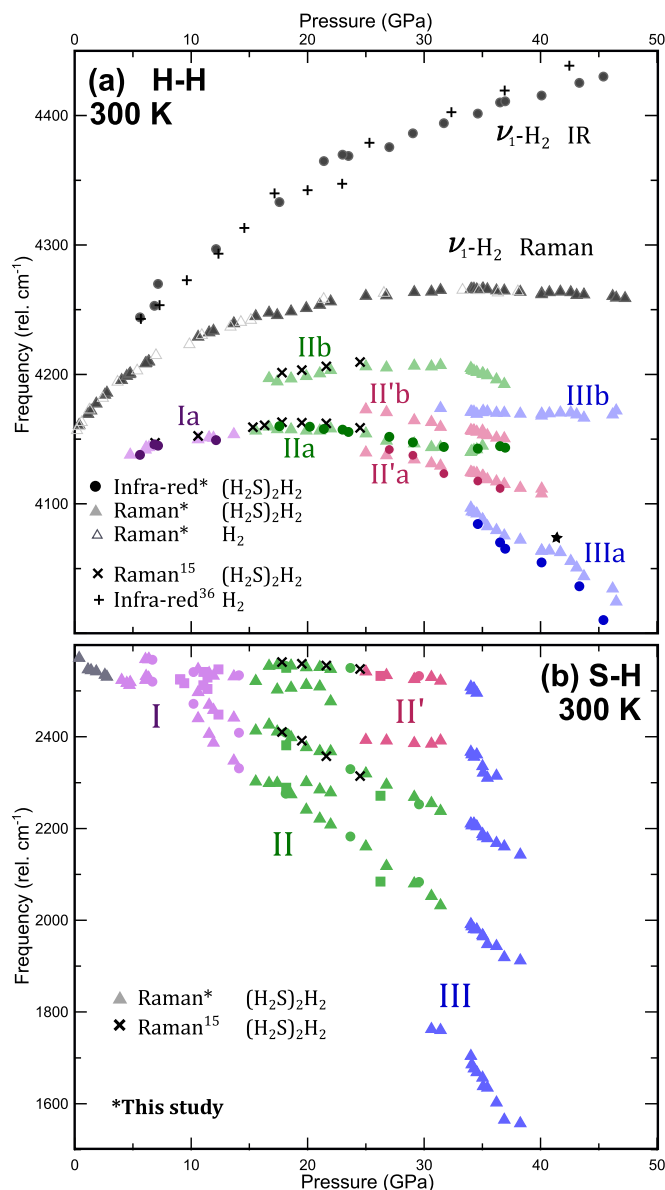 Pressure (GPa)
0 10 20 30 40 50
(a) H-H
300 K
ν₁-H₂ IR
ν₁-H₂ Raman
4400
4300
4200
4100
Frequency (rel. cm⁻¹)
IIb
Ia
IIa
II'b
II'a
IIIb
IIIa
Infra-red* (H₂S)₂H₂
Raman* (H₂S)₂H₂
Raman* H₂
Raman¹⁵ (H₂S)₂H₂
Infra-red³⁶ H₂
(b) S-H
300 K
I
II'
II
III
2400
2200
2000
1800
1600
Frequency (rel. cm⁻¹)
Raman* (H₂S)₂H₂
Raman¹⁵ (H₂S)₂H₂
*This study
0 10 20 30 40 50
Pressure (GPa)